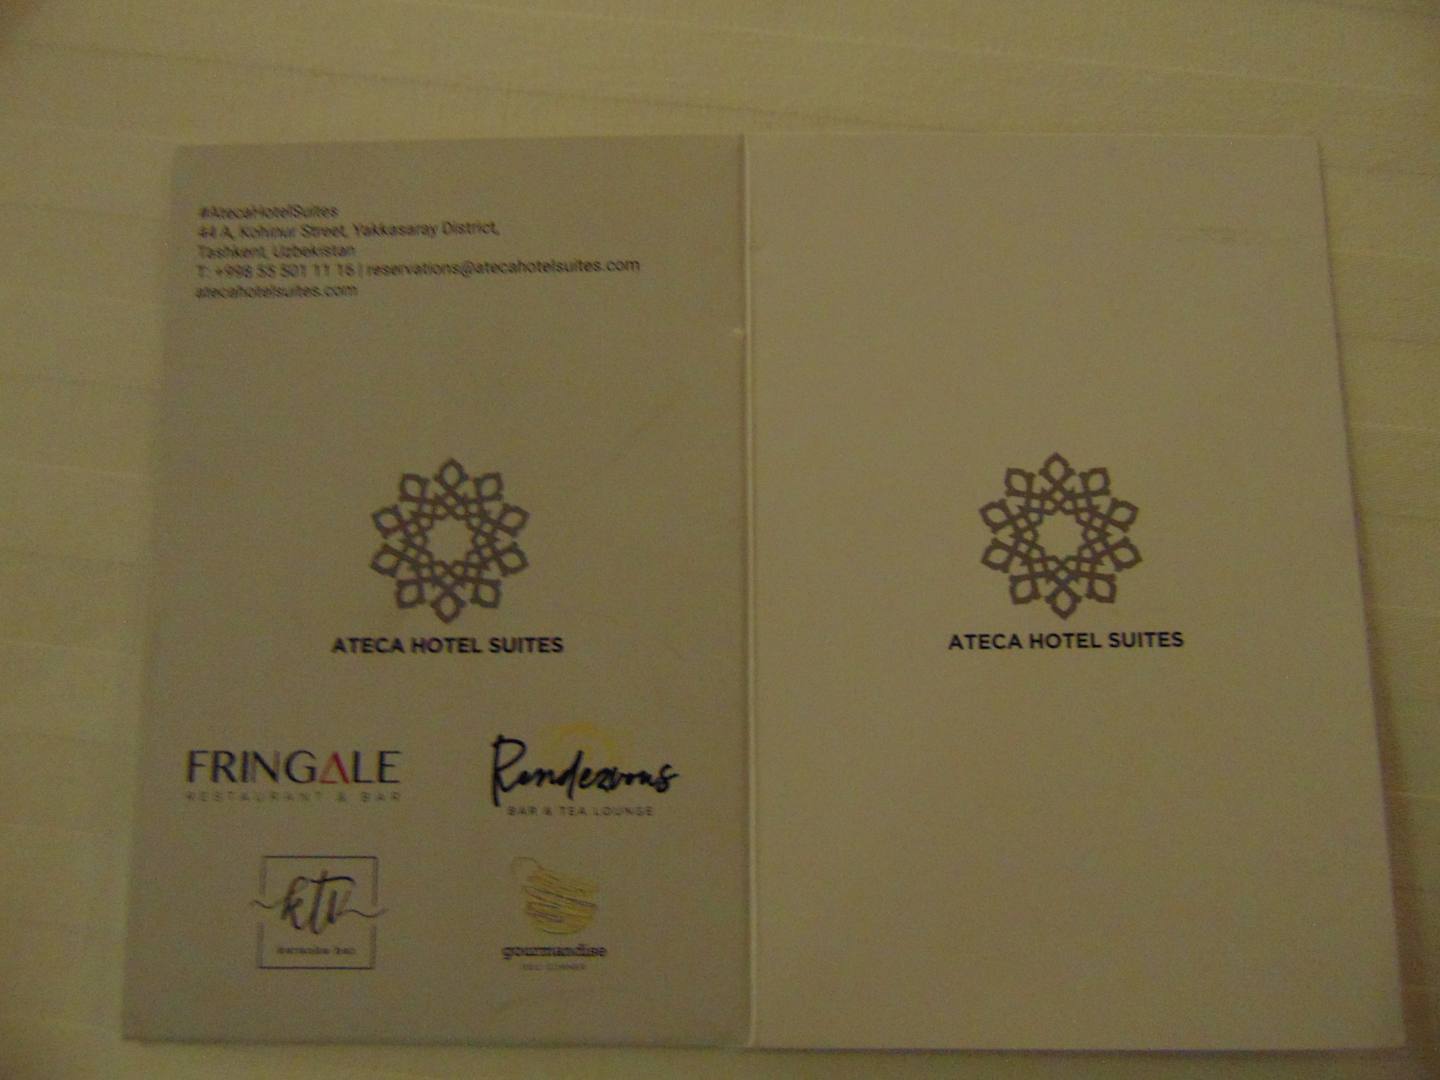 #AtecaHotelSuites
44 A, Kohinur Street, Yakkasaray District,
Tashkent, Uzbekistan
T: +998 55 501 11 16 | reservations@atecahotelsuites.com
atecahotelsuites.com
ATECA HOTEL SUITES
FRINGALE
RESTAURANT & BAR
Rendezvous
BAR & TEA LOUNGE
ktv
gourmandise
ATECA HOTEL SUITES